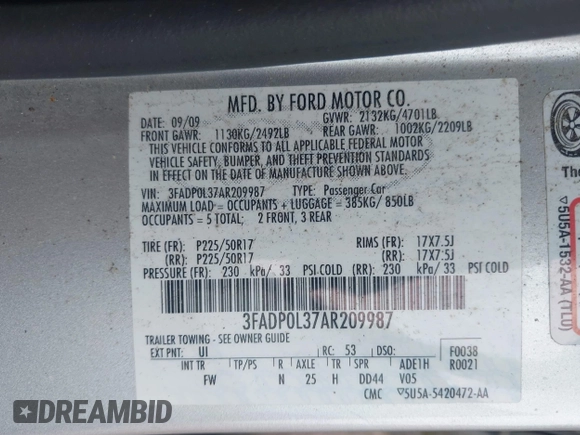 MFD. BY FORD MOTOR CO.
DATE: 09/09 GVWR: 2132KG/4701LB
FRONT GAWR: 1130KG/2492LB REAR GAWR: 1002KG/2209LB
*THIS VEHICLE CONFORMS TO ALL APPLICABLE FEDERAL MOTOR
VEHICLE SAFETY, BUMPER, AND THEFT PREVENTION STANDARDS
IN EFFECT ON THE DATE OF MANUFACTURE SHOWN ABOVE.
VIN: 3FADP0L37AR209987 TYPE: Passenger Car
MAXIMUM LOAD = OCCUPANTS + LUGGAGE = 385KG/ 850LB
OCCUPANTS = 5 TOTAL; 2 FRONT, 3 REAR
TIRE (FR): P225/50R17 RIMS (FR): 17X7.5J
(RR): P225/50R17 (RR): 17X7.5J
PRESSURE (FR): 230 kPa/ 33 PSI COLD (RR): 230 kPa/ 33 PSI COLD
3FADP0L37AR209987
TRAILER TOWING - SEE OWNER GUIDE
EXT PNT: UI RC: 53 DSO: F0038
INT TR TP/PS R AXLE TR SPR ADE1H R0021
FW N 25 H DD44 V05
CMC ▽5U5A-5420472-AA
The
▽5U5A-1532-AA (TL0)
BIDFAX
DREAMBID